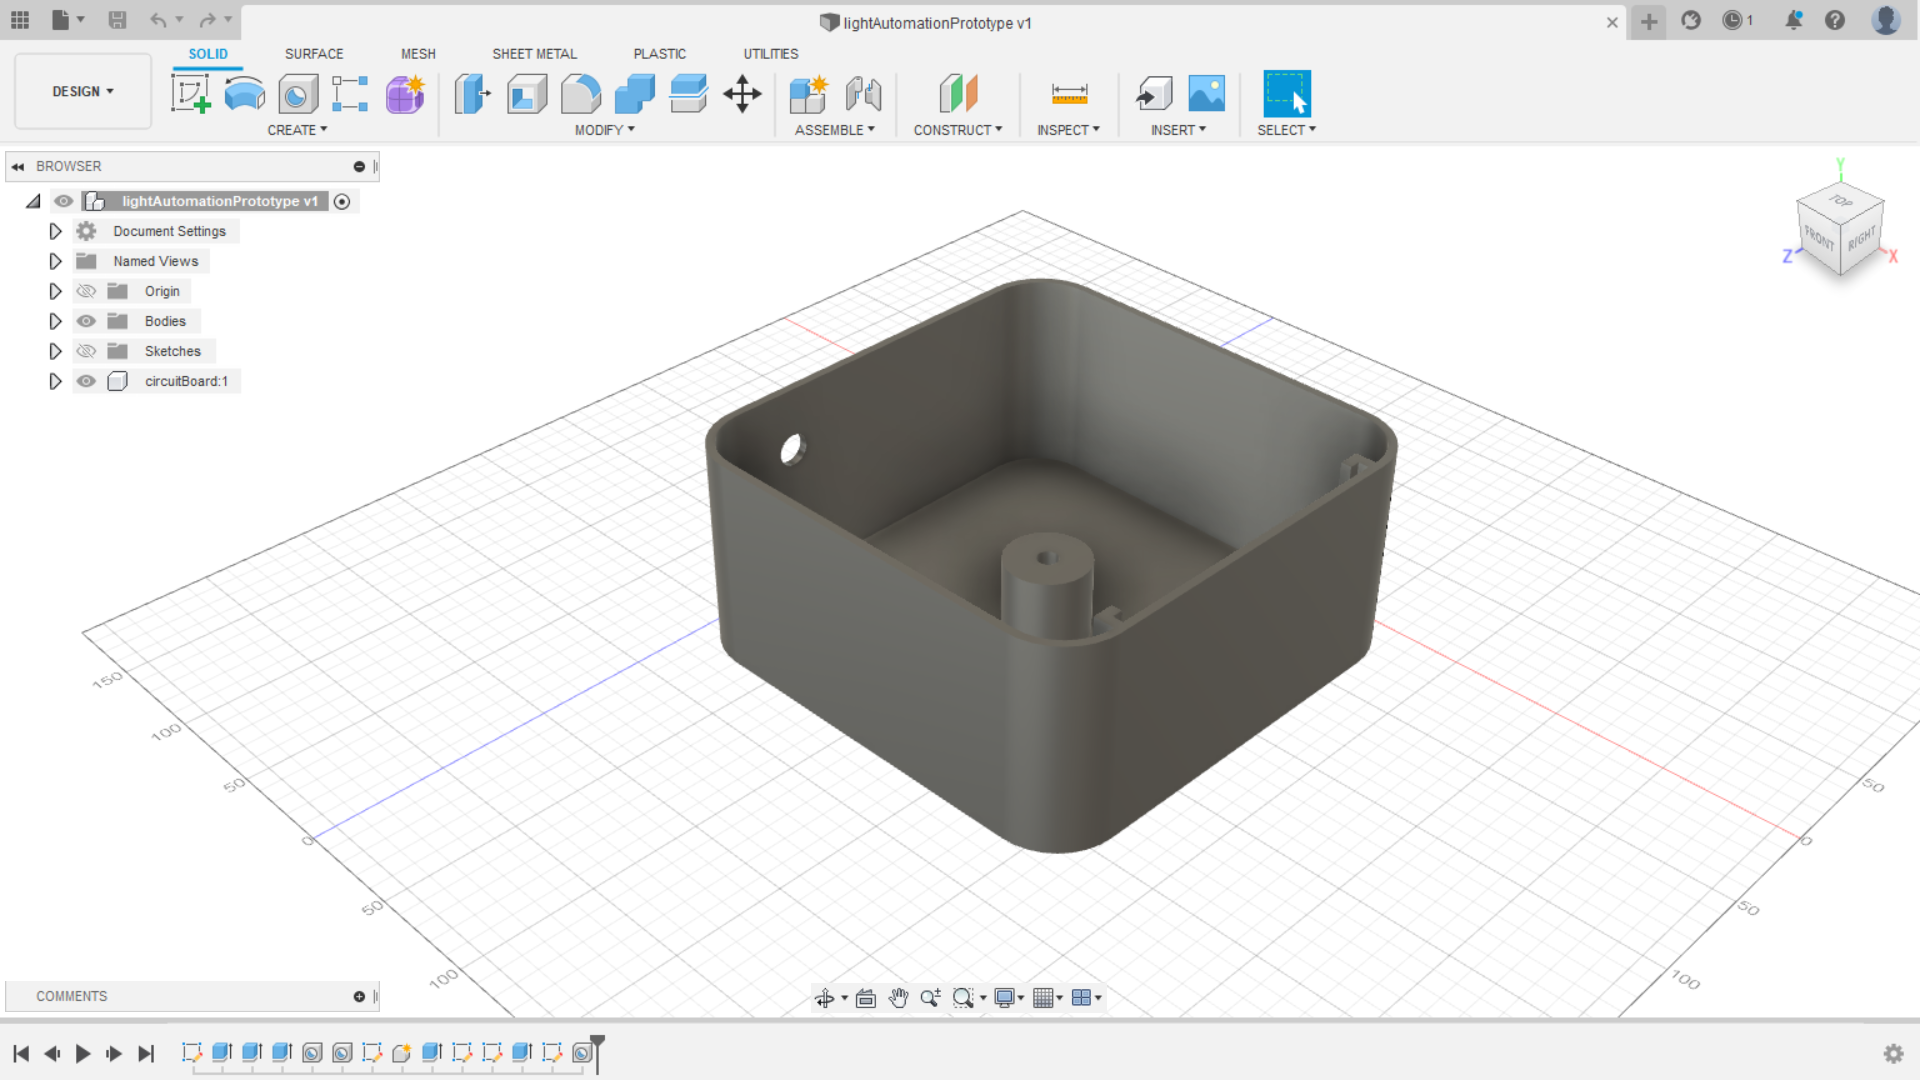 lightAutomationPrototype v1
1
DESIGN
SOLID SURFACE MESH SHEET METAL PLASTIC UTILITIES
CREATE MODIFY ASSEMBLE CONSTRUCT INSPECT INSERT SELECT
BROWSER
lightAutomationPrototype v1
Document Settings
Named Views
Origin
Bodies
Sketches
circuitBoard:1
Y
TOP
FRONT RIGHT
Z X
150
100
50
0
50
100
50
0
50
100
COMMENTS